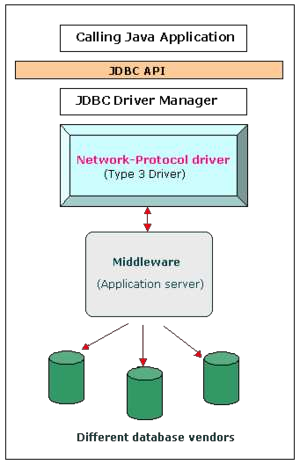 Calling Java Application
JDBC API
JDBC Driver Manager
Network-Protocol driver
(Type 3 Driver)
Middleware
(Application server)
Different database vendors